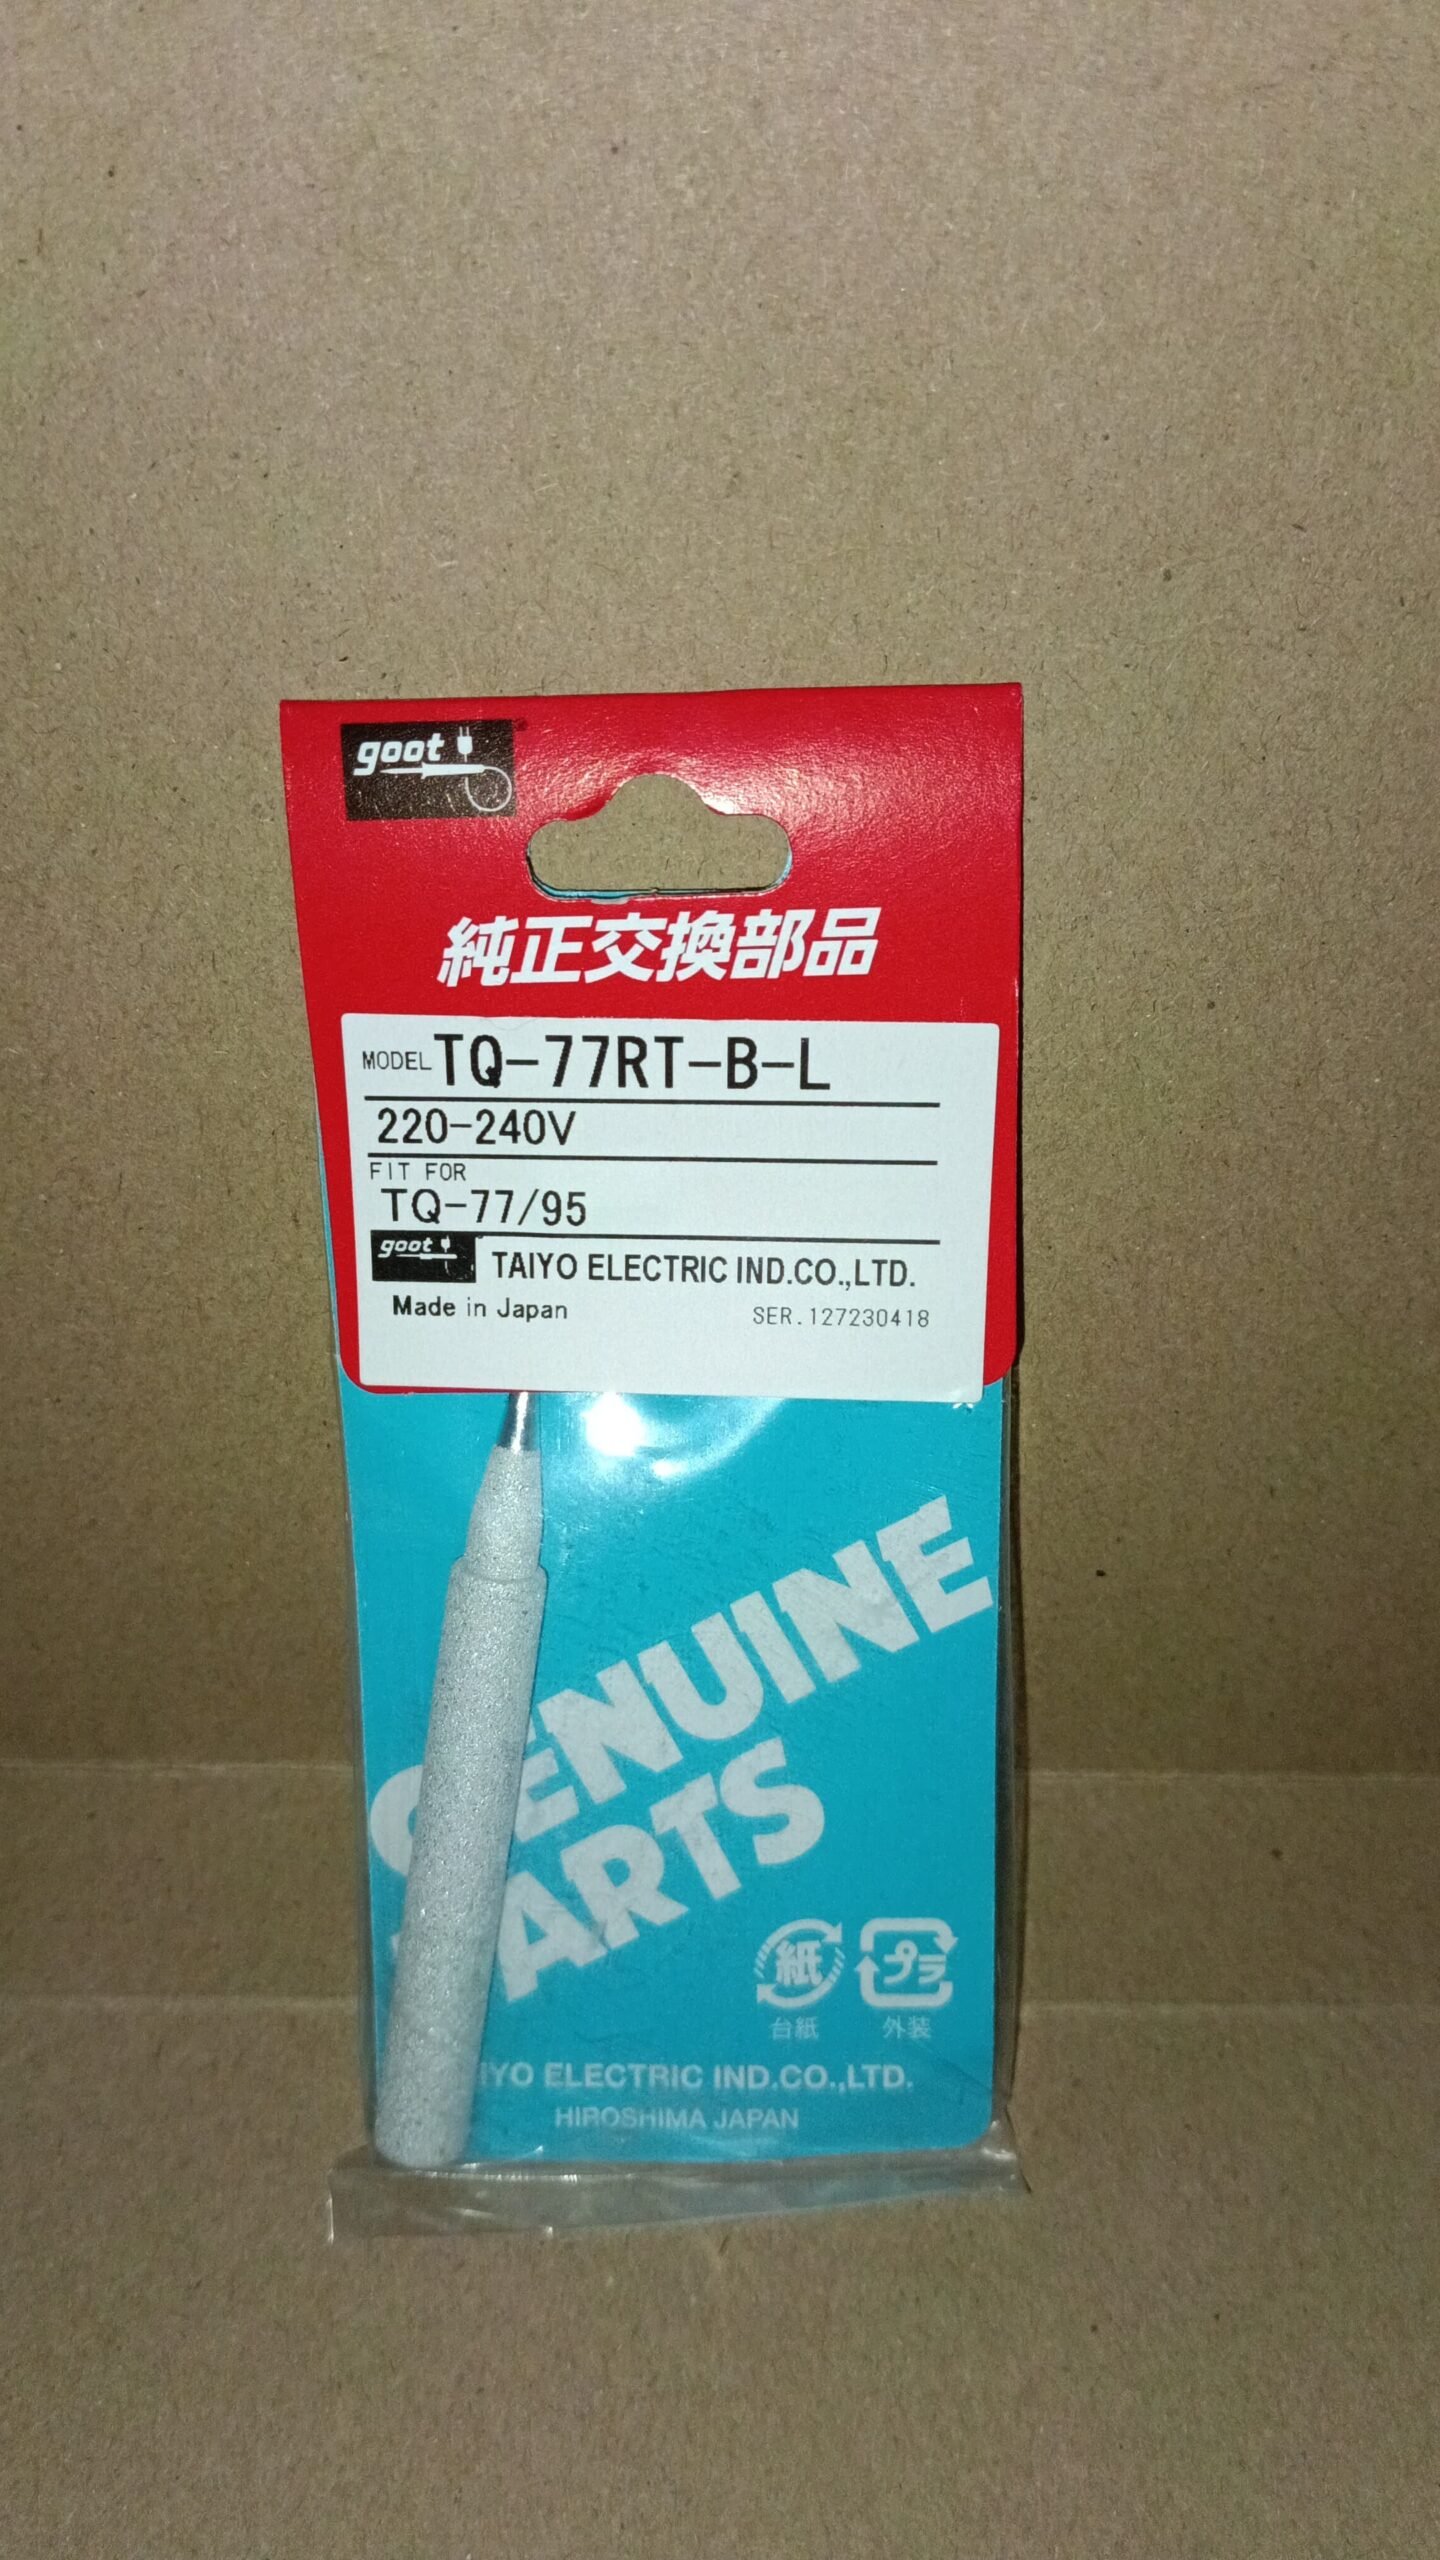 goot
純正交換部品
MODEL TQ-77RT-B-L
220-240V
FIT FOR
TQ-77/95
goot TAIYO ELECTRIC IND.CO.,LTD.
Made in Japan SER.127230418
GENUINE
PARTS
紙 プラ
台紙 外装
IYO ELECTRIC IND.CO.,LTD.
HIROSHIMA JAPAN